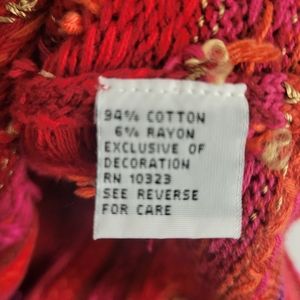 94% COTTON
6% RAYON
EXCLUSIVE OF
DECORATION
RN 10323
SEE REVERSE
FOR CARE